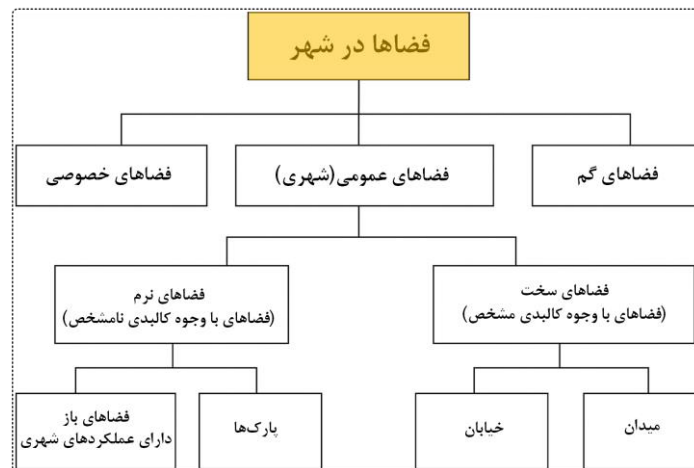 فضاها در شهر
فضاهای گم
فضاهای عمومی(شهری)
فضاهای خصوصی
فضاهای سخت
(فضاهای با وجوه کالبدی مشخص)
فضاهای نرم
(فضاهای با وجوه کالبدی نامشخص)
میدان
خیابان
پارک‌ها
فضاهای باز
دارای عملکردهای شهری